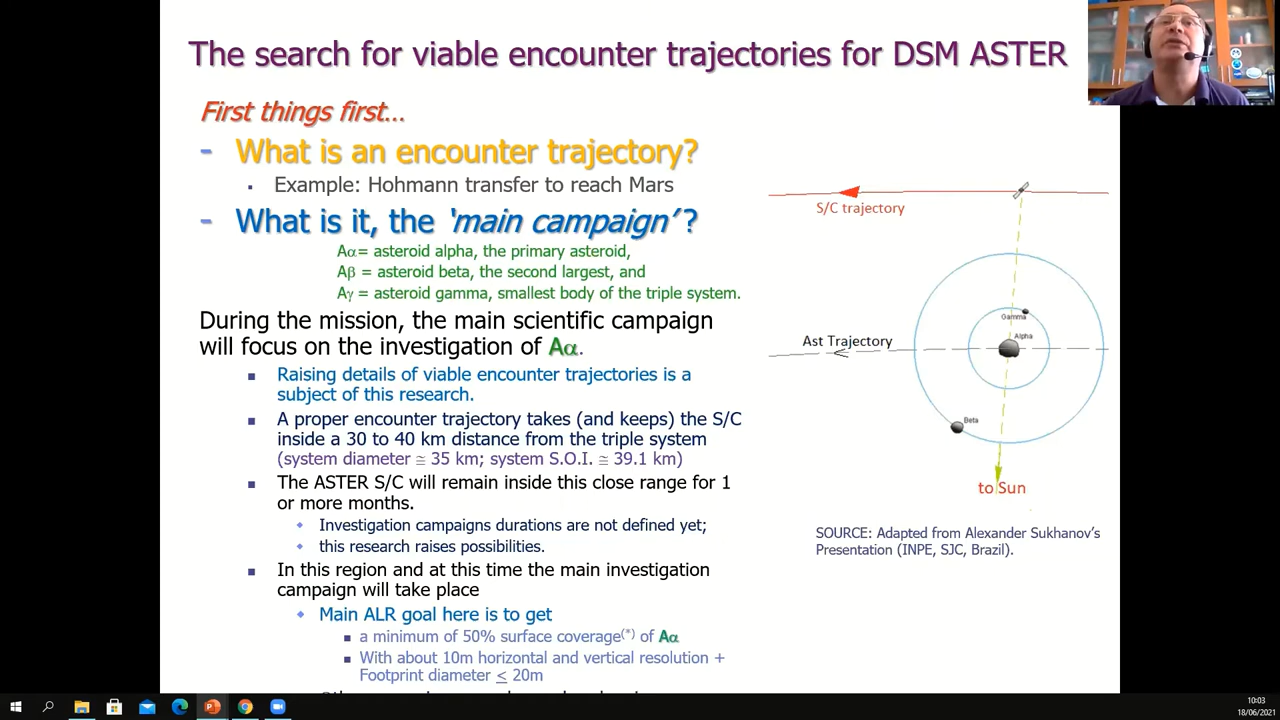 The search for viable encounter trajectories for DSM ASTER
First things first...
- What is an encounter trajectory?
▪ Example: Hohmann transfer to reach Mars
- What is it, the 'main campaign'?
Aα= asteroid alpha, the primary asteroid,
Aβ = asteroid beta, the second largest, and
Aγ = asteroid gamma, smallest body of the triple system.
During the mission, the main scientific campaign
will focus on the investigation of Aα.
▪ Raising details of viable encounter trajectories is a
subject of this research.
▪ A proper encounter trajectory takes (and keeps) the S/C
inside a 30 to 40 km distance from the triple system
(system diameter ≅ 35 km; system S.O.I. ≅ 39.1 km)
▪ The ASTER S/C will remain inside this close range for 1
or more months.
◆ Investigation campaigns durations are not defined yet;
◆ this research raises possibilities.
▪ In this region and at this time the main investigation
campaign will take place
◆ Main ALR goal here is to get
▪ a minimum of 50% surface coverage(*) of Aα
▪ With about 10m horizontal and vertical resolution +
Footprint diameter ≤ 20m
S/C trajectory
Gamma
Alpha
Ast Trajectory
Beta
to Sun
SOURCE: Adapted from Alexander Sukhanov's
Presentation (INPE, SJC, Brazil).
10:03
18/06/2021